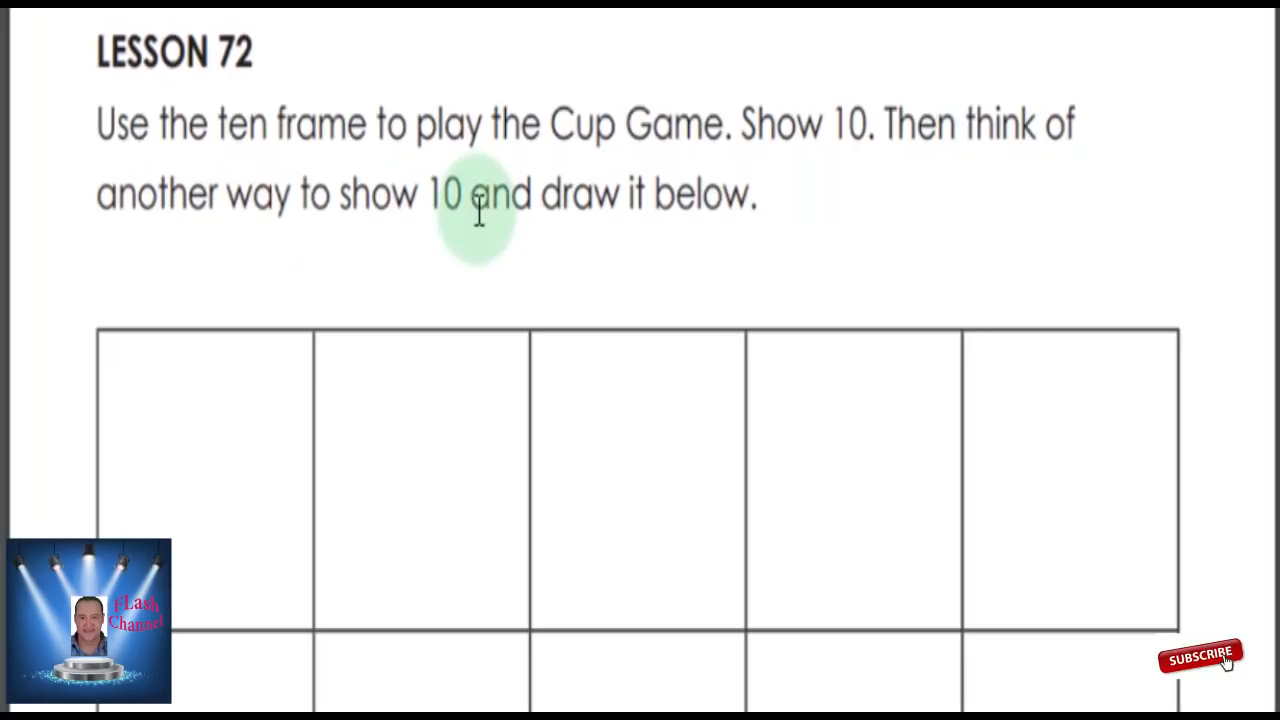 LESSON 72
Use the ten frame to play the Cup Game. Show 10. Then think of
another way to show 10 and draw it below.
FLash
Channel
SUBSCRIBE